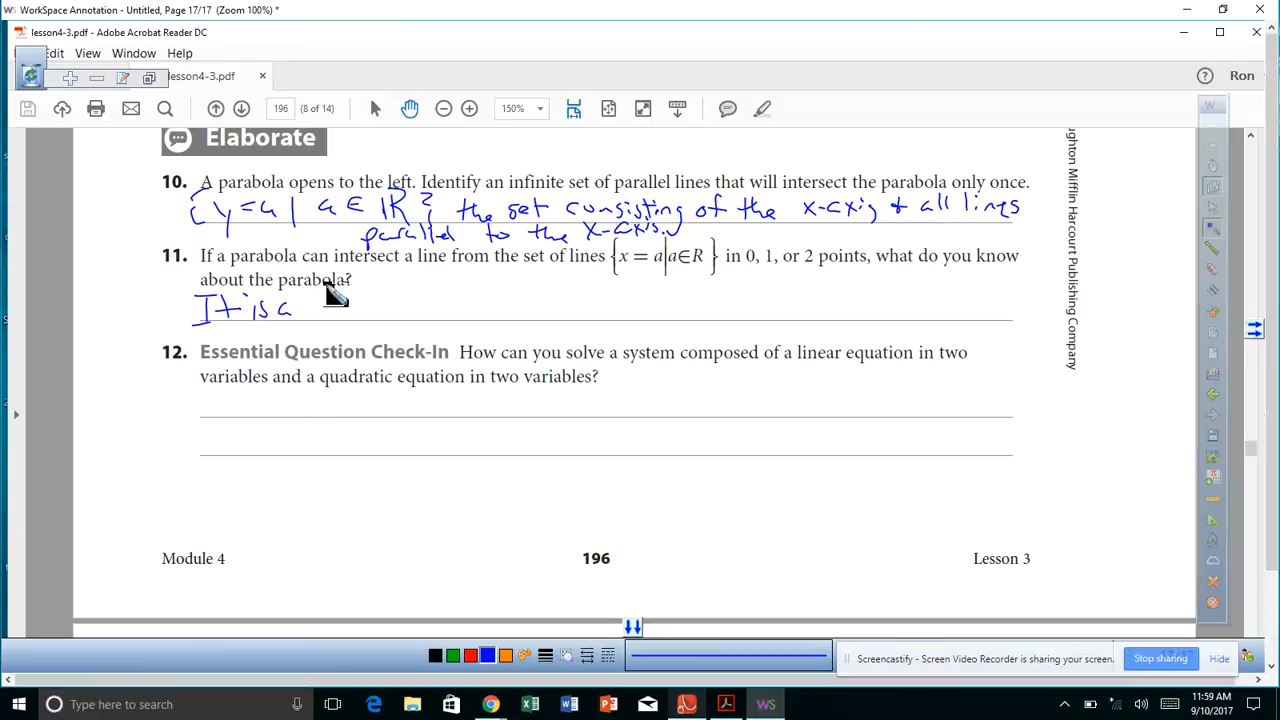 WS WorkSpace Annotation - Untitled, Page 17/17 (Zoom 100%) *
lesson4-3.pdf - Adobe Acrobat Reader DC
Edit View Window Help
lesson4-3.pdf ×
Ron
196 (8 of 14) 150%
Elaborate
10. A parabola opens to the left. Identify an infinite set of parallel lines that will intersect the parabola only once.
{y=a | a ∈ ℝ} the set consisting of the x-axis & all lines
parallel to the x-axis.
11. If a parabola can intersect a line from the set of lines {x = a|a∈R} in 0, 1, or 2 points, what do you know
about the parabola?
It is a
12. Essential Question Check-In How can you solve a system composed of a linear equation in two
variables and a quadratic equation in two variables?
Module 4 196 Lesson 3
ughton Mifflin Harcourt Publishing Company
Screencastify - Screen Video Recorder is sharing your screen. Stop sharing Hide
Type here to search
11:59 AM
9/10/2017